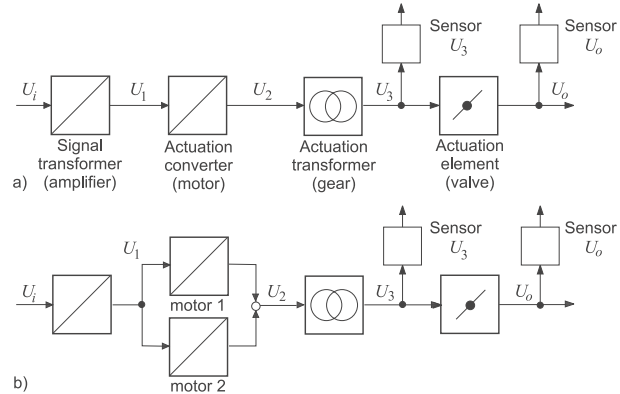 Sensor
U3
Sensor
Uo
Ui
U1
U2
U3
Uo
Signal
transformer
(amplifier)
Actuation
converter
(motor)
Actuation
transformer
(gear)
Actuation
element
(valve)
a)
Sensor
U3
Sensor
Uo
Ui
U1
motor 1
U2
U3
Uo
motor 2
b)